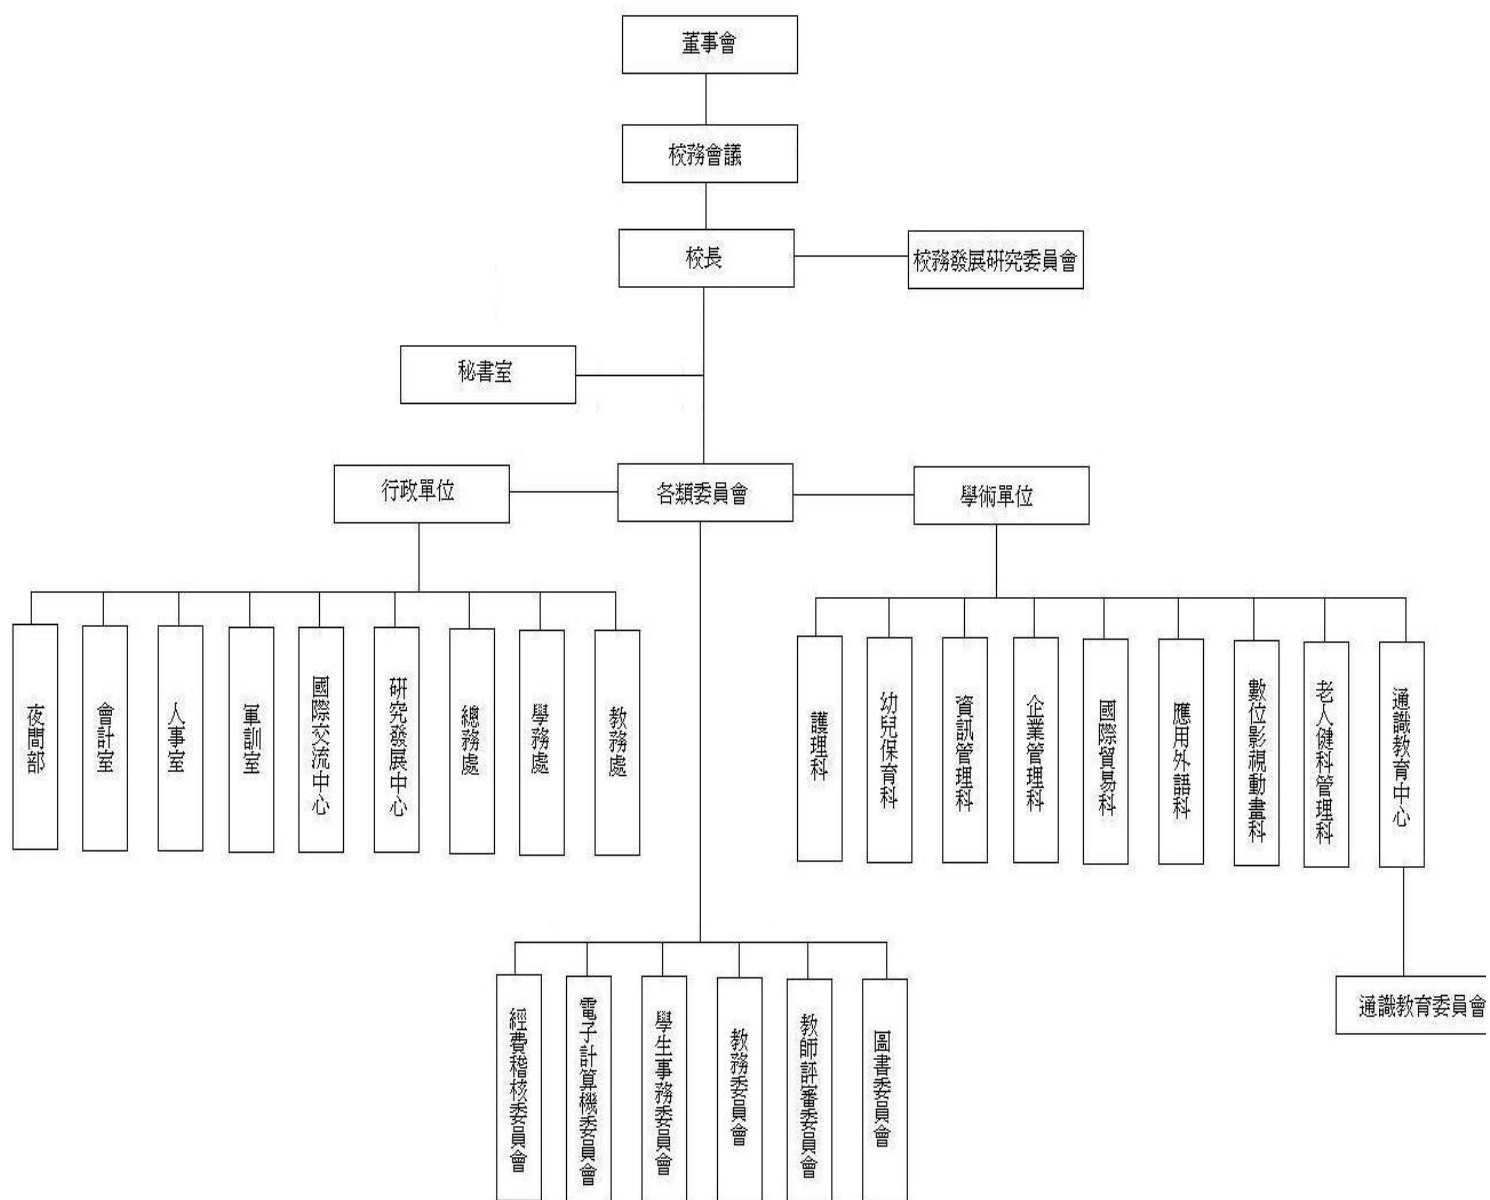 董事會
校務會議
校長
校務發展研究委員會
秘書室
行政單位
各類委員會
學術單位
夜間部
會計室
人事室
軍訓室
國際交流中心
研究發展中心
總務處
學務處
教務處
護理科
幼兒保育科
資訊管理科
企業管理科
國際貿易科
應用外語科
數位影視動畫科
老人健科管理科
通識教育中心
通識教育委員會
經費稽核委員會
電子計算機委員會
學生事務委員會
教務委員會
教師評審委員會
圖書委員會